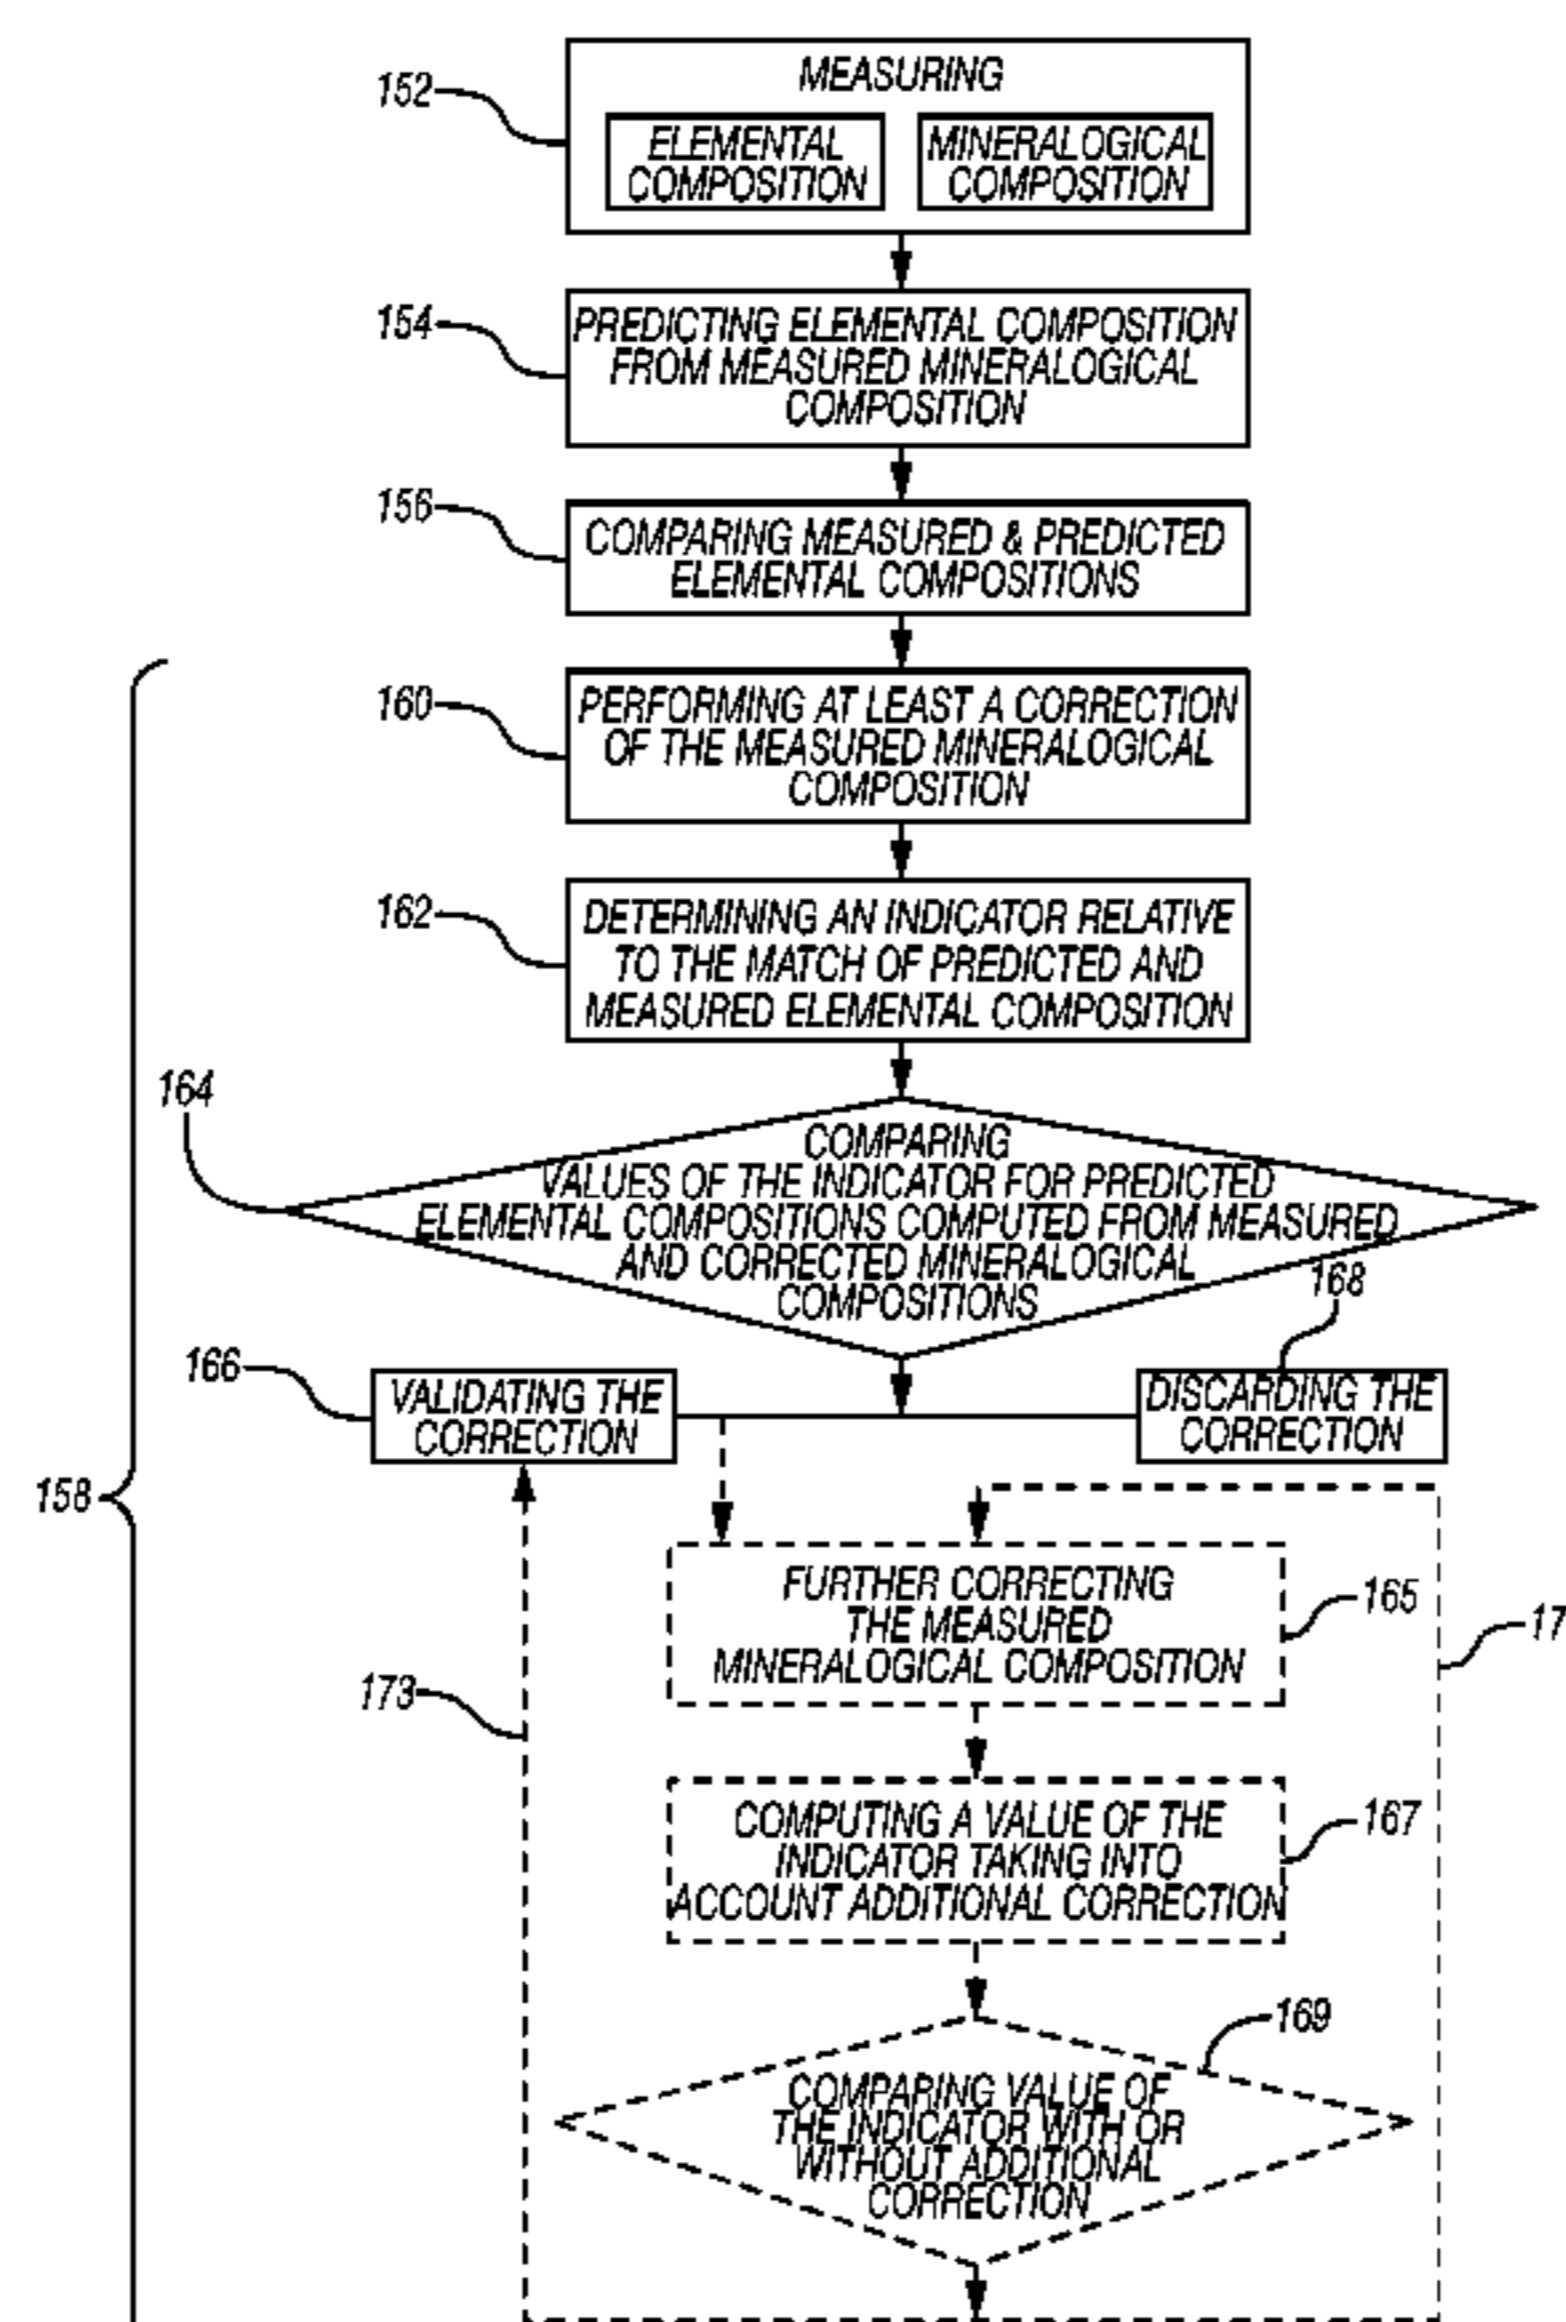 152
MEASURING
ELEMENTAL
COMPOSITION
MINERALOGICAL
COMPOSITION
154
PREDICTING ELEMENTAL COMPOSITION
FROM MEASURED MINERALOGICAL
COMPOSITION
156
COMPARING MEASURED & PREDICTED
ELEMENTAL COMPOSITIONS
160
PERFORMING AT LEAST A CORRECTION
OF THE MEASURED MINERALOGICAL
COMPOSITION
162
DETERMINING AN INDICATOR RELATIVE
TO THE MATCH OF PREDICTED AND
MEASURED ELEMENTAL COMPOSITION
164
COMPARING
VALUES OF THE INDICATOR FOR PREDICTED
ELEMENTAL COMPOSITIONS COMPUTED FROM MEASURED
AND CORRECTED MINERALOGICAL
COMPOSITIONS
168
166
VALIDATING THE
CORRECTION
DISCARDING THE
CORRECTION
158
FURTHER CORRECTING
THE MEASURED
MINERALOGICAL COMPOSITION
165
17
173
COMPUTING A VALUE OF THE
INDICATOR TAKING INTO
ACCOUNT ADDITIONAL CORRECTION
167
169
COMPARING VALUE OF
THE INDICATOR WITH OR
WITHOUT ADDITIONAL
CORRECTION